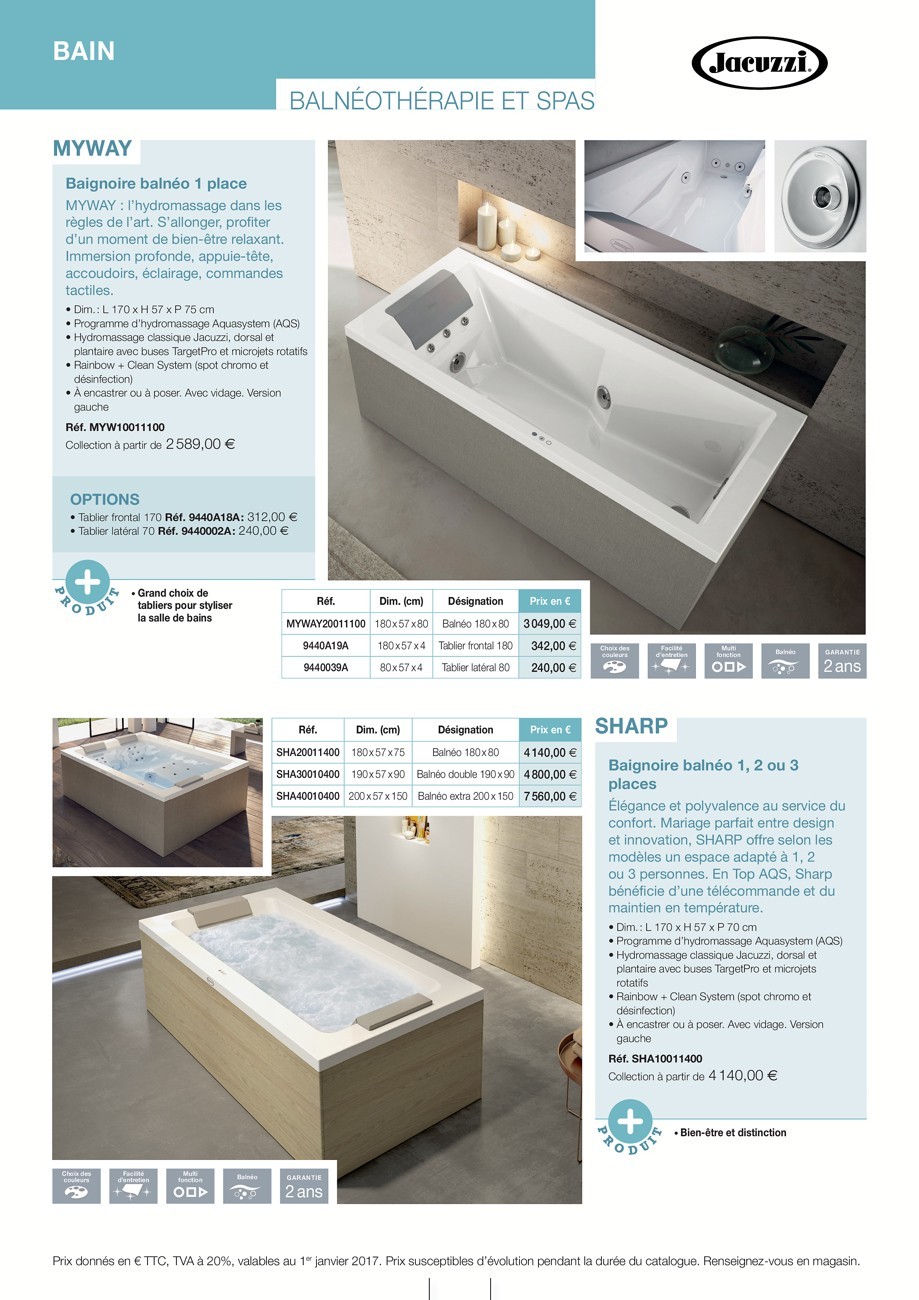 BAIN
Jacuzzi®
BALNÉOTHÉRAPIE ET SPAS
MYWAY
Baignoire balnéo 1 place
MYWAY : l’hydromassage dans les
règles de l’art. S’allonger, profiter
d’un moment de bien-être relaxant.
Immersion profonde, appuie-tête,
accoudoirs, éclairage, commandes
tactiles.
• Dim.: L 170 x H 57 x P 75 cm
• Programme d’hydromassage Aquasystem (AQS)
• Hydromassage classique Jacuzzi, dorsal et
plantaire avec buses TargetPro et microjets rotatifs
• Rainbow + Clean System (spot chromo et
désinfection)
• À encastrer ou à poser. Avec vidage. Version
gauche
Réf. MYW10011100
Collection à partir de 2 589,00 €
OPTIONS
• Tablier frontal 170 Réf. 9440A18A: 312,00 €
• Tablier latéral 70 Réf. 9440002A: 240,00 €
+ PRODUIT
• Grand choix de
tabliers pour styliser
la salle de bains
Réf. Dim. (cm) Désignation Prix en €
MYWAY20011100 180 x 57 x 80 Balnéo 180 x 80 3 049,00 €
9440A19A 180 x 57 x 4 Tablier frontal 180 342,00 €
9440039A 80 x 57 x 4 Tablier latéral 80 240,00 €
Choix des
couleurs
Facilité
d’entretien
Multi
fonction
Balnéo
GARANTIE
2 ans
Réf. Dim. (cm) Désignation Prix en €
SHA20011400 180 x 57 x 75 Balnéo 180 x 80 4 140,00 €
SHA30010400 190 x 57 x 90 Balnéo double 190 x 90 4 800,00 €
SHA40010400 200 x 57 x 150 Balnéo extra 200 x 150 7 560,00 €
SHARP
Baignoire balnéo 1, 2 ou 3
places
Élégance et polyvalence au service du
confort. Mariage parfait entre design
et innovation, SHARP offre selon les
modèles un espace adapté à 1, 2
ou 3 personnes. En Top AQS, Sharp
bénéficie d’une télécommande et du
maintien en température.
• Dim.: L 170 x H 57 x P 70 cm
• Programme d’hydromassage Aquasystem (AQS)
• Hydromassage classique Jacuzzi, dorsal et
plantaire avec buses TargetPro et microjets
rotatifs
• Rainbow + Clean System (spot chromo et
désinfection)
• À encastrer ou à poser. Avec vidage. Version
gauche
Réf. SHA10011400
Collection à partir de 4 140,00 €
+ PRODUIT
• Bien-être et distinction
Choix des
couleurs
Facilité
d’entretien
Multi
fonction
Balnéo
GARANTIE
2 ans
Prix donnés en € TTC, TVA à 20%, valables au 1er janvier 2017. Prix susceptibles d’évolution pendant la durée du catalogue. Renseignez-vous en magasin.